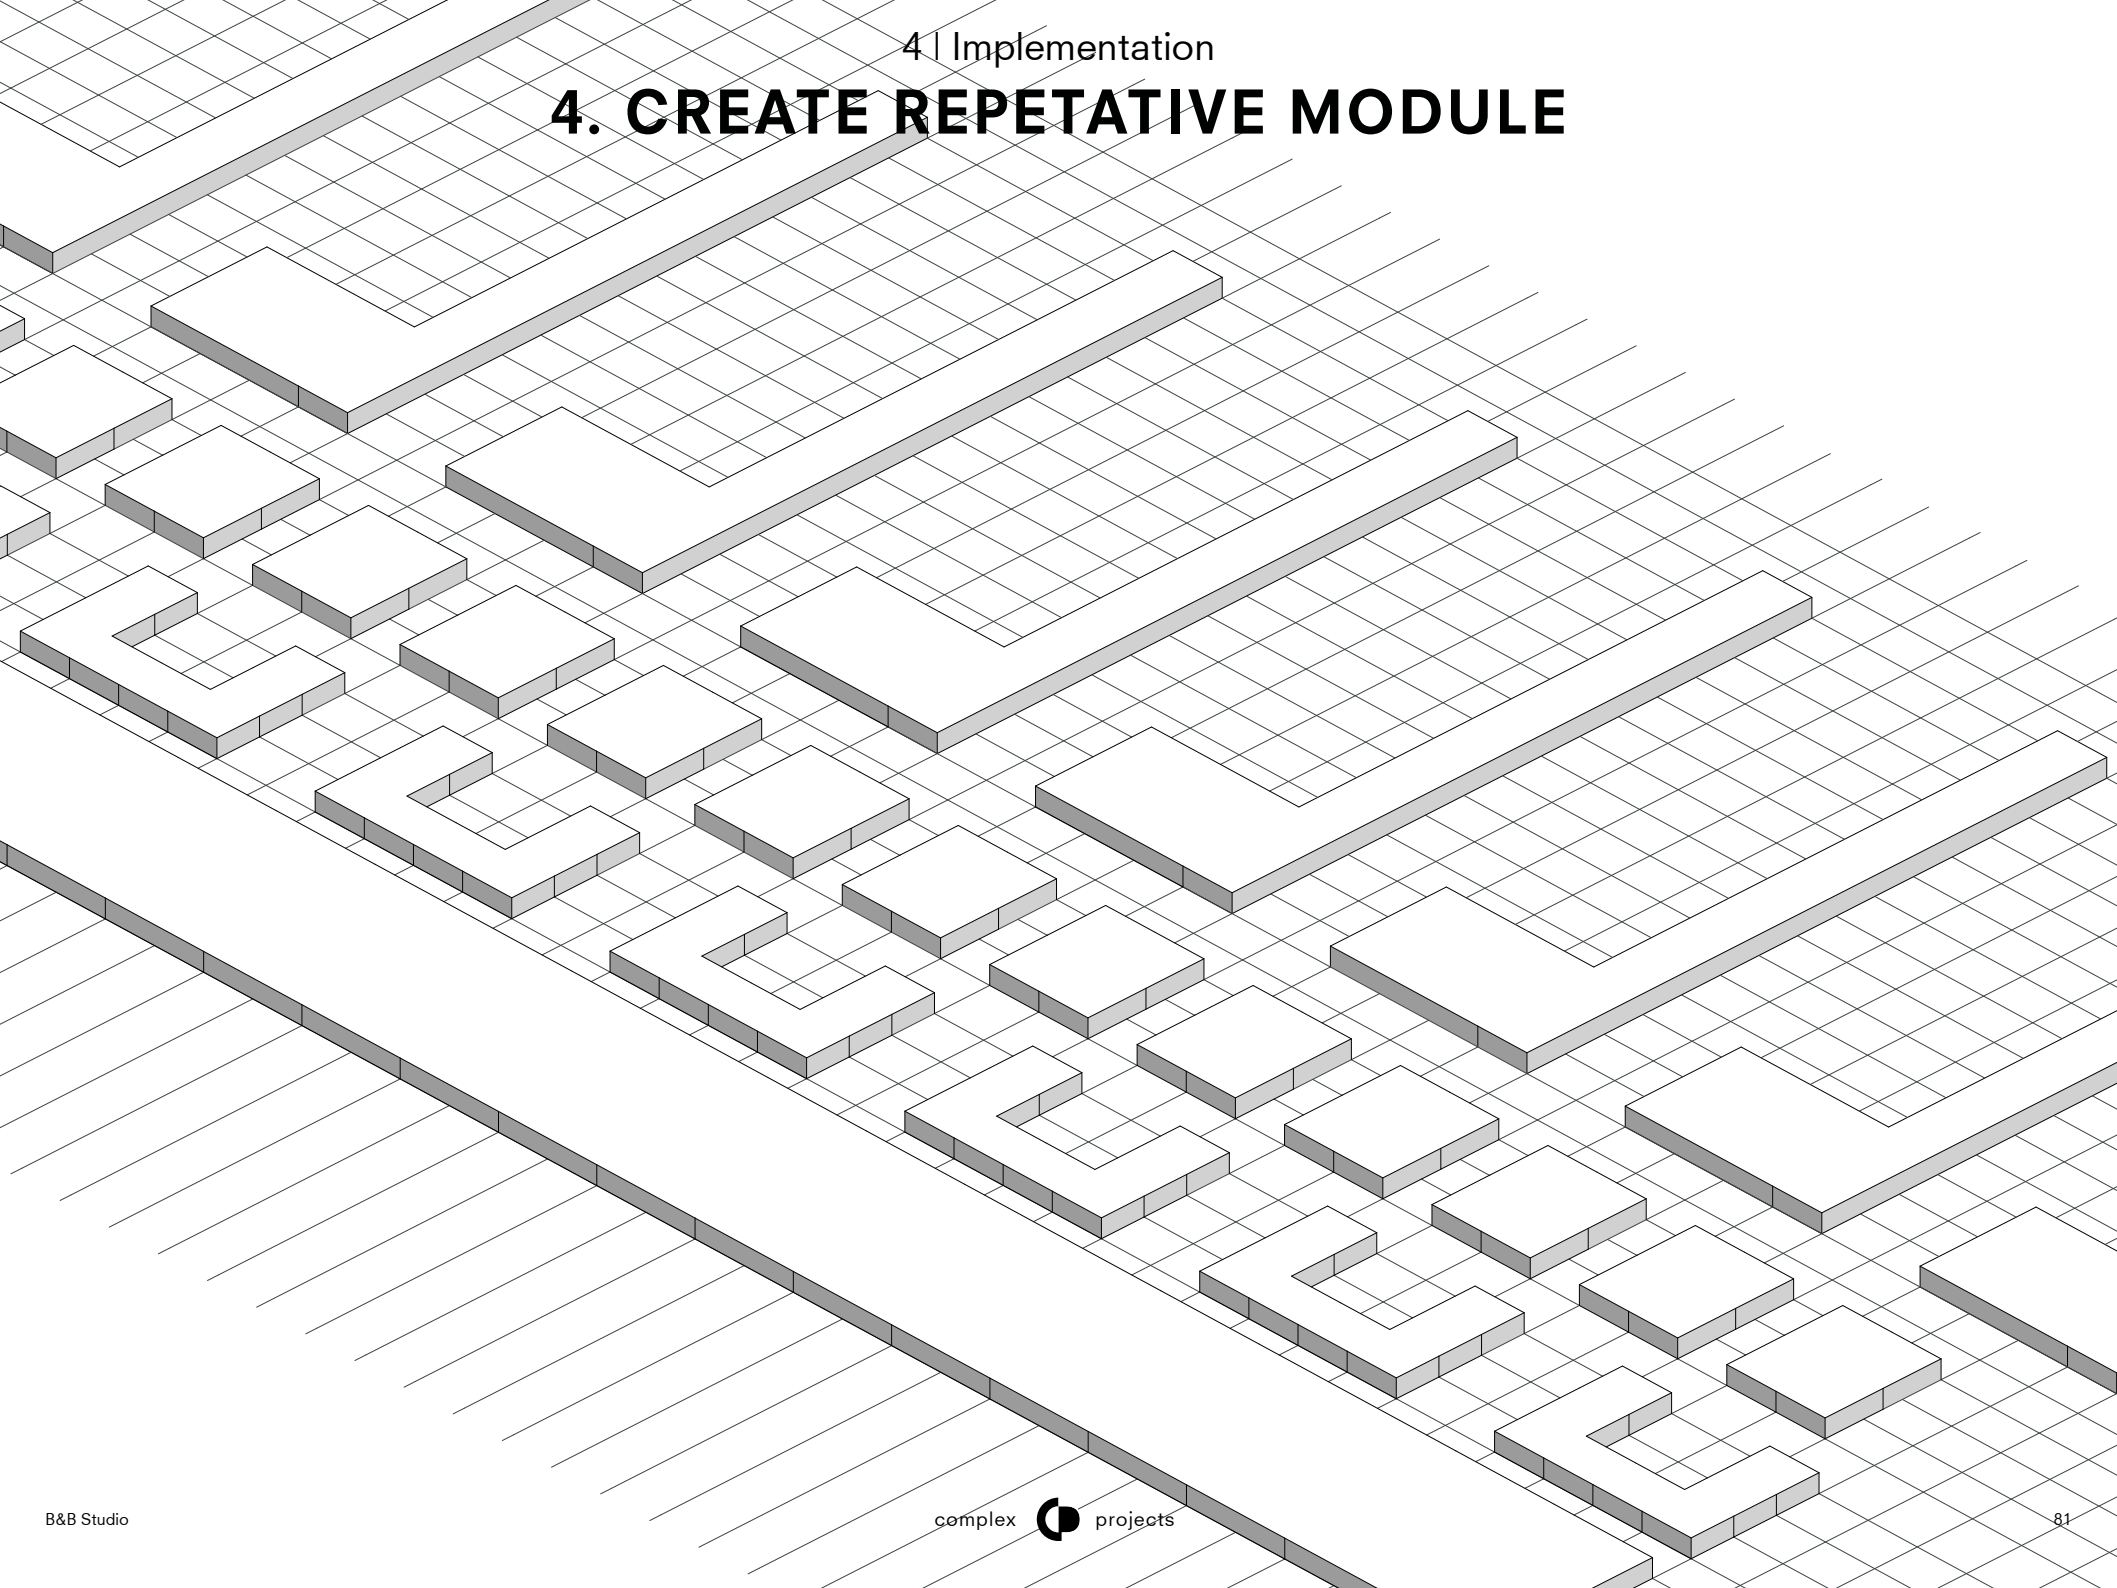 4 | Implementation
4. CREATE REPETATIVE MODULE
B&B Studio
complex projects
81